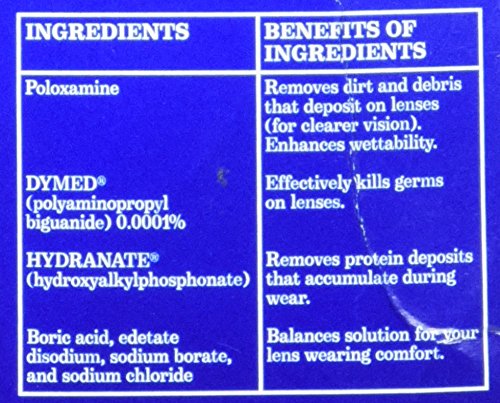 INGREDIENTS
BENEFITS OF
INGREDIENTS
Poloxamine
Removes dirt and debris
that deposit on lenses
(for clearer vision).
Enhances wettability.
DYMED®
(polyaminopropyl
biguanide) 0.0001%
Effectively kills germs
on lenses.
HYDRANATE®
(hydroxyalkylphosphonate)
Removes protein deposits
that accumulate during
wear.
Boric acid, edetate
disodium, sodium borate,
and sodium chloride
Balances solution for your
lens wearing comfort.